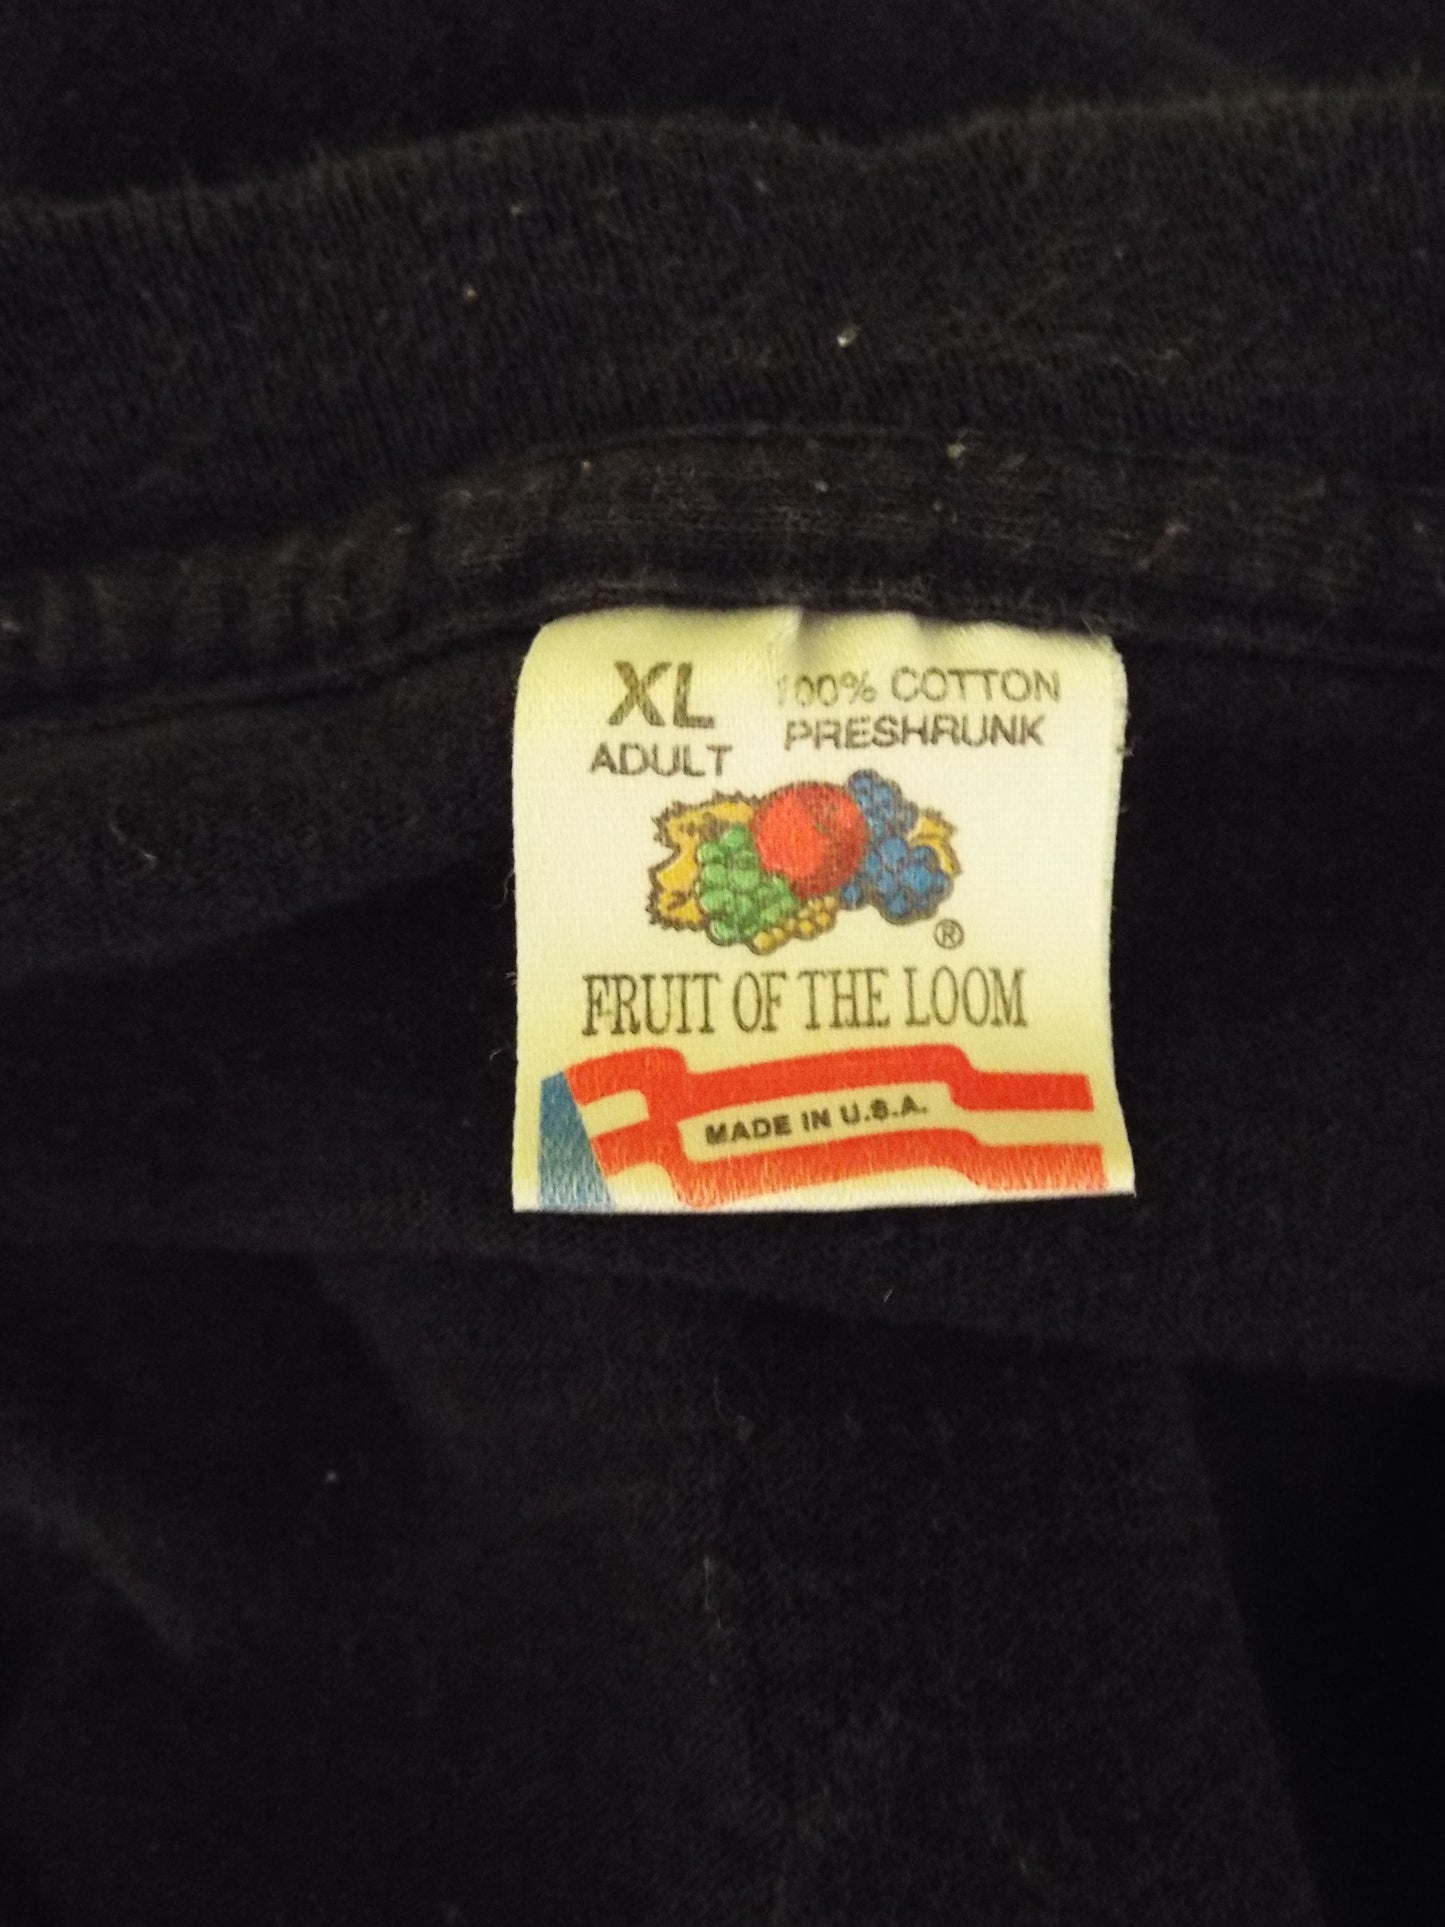 XL
ADULT
100% COTTON
PRESHRUNK
®
FRUIT OF THE LOOM
MADE IN U.S.A.